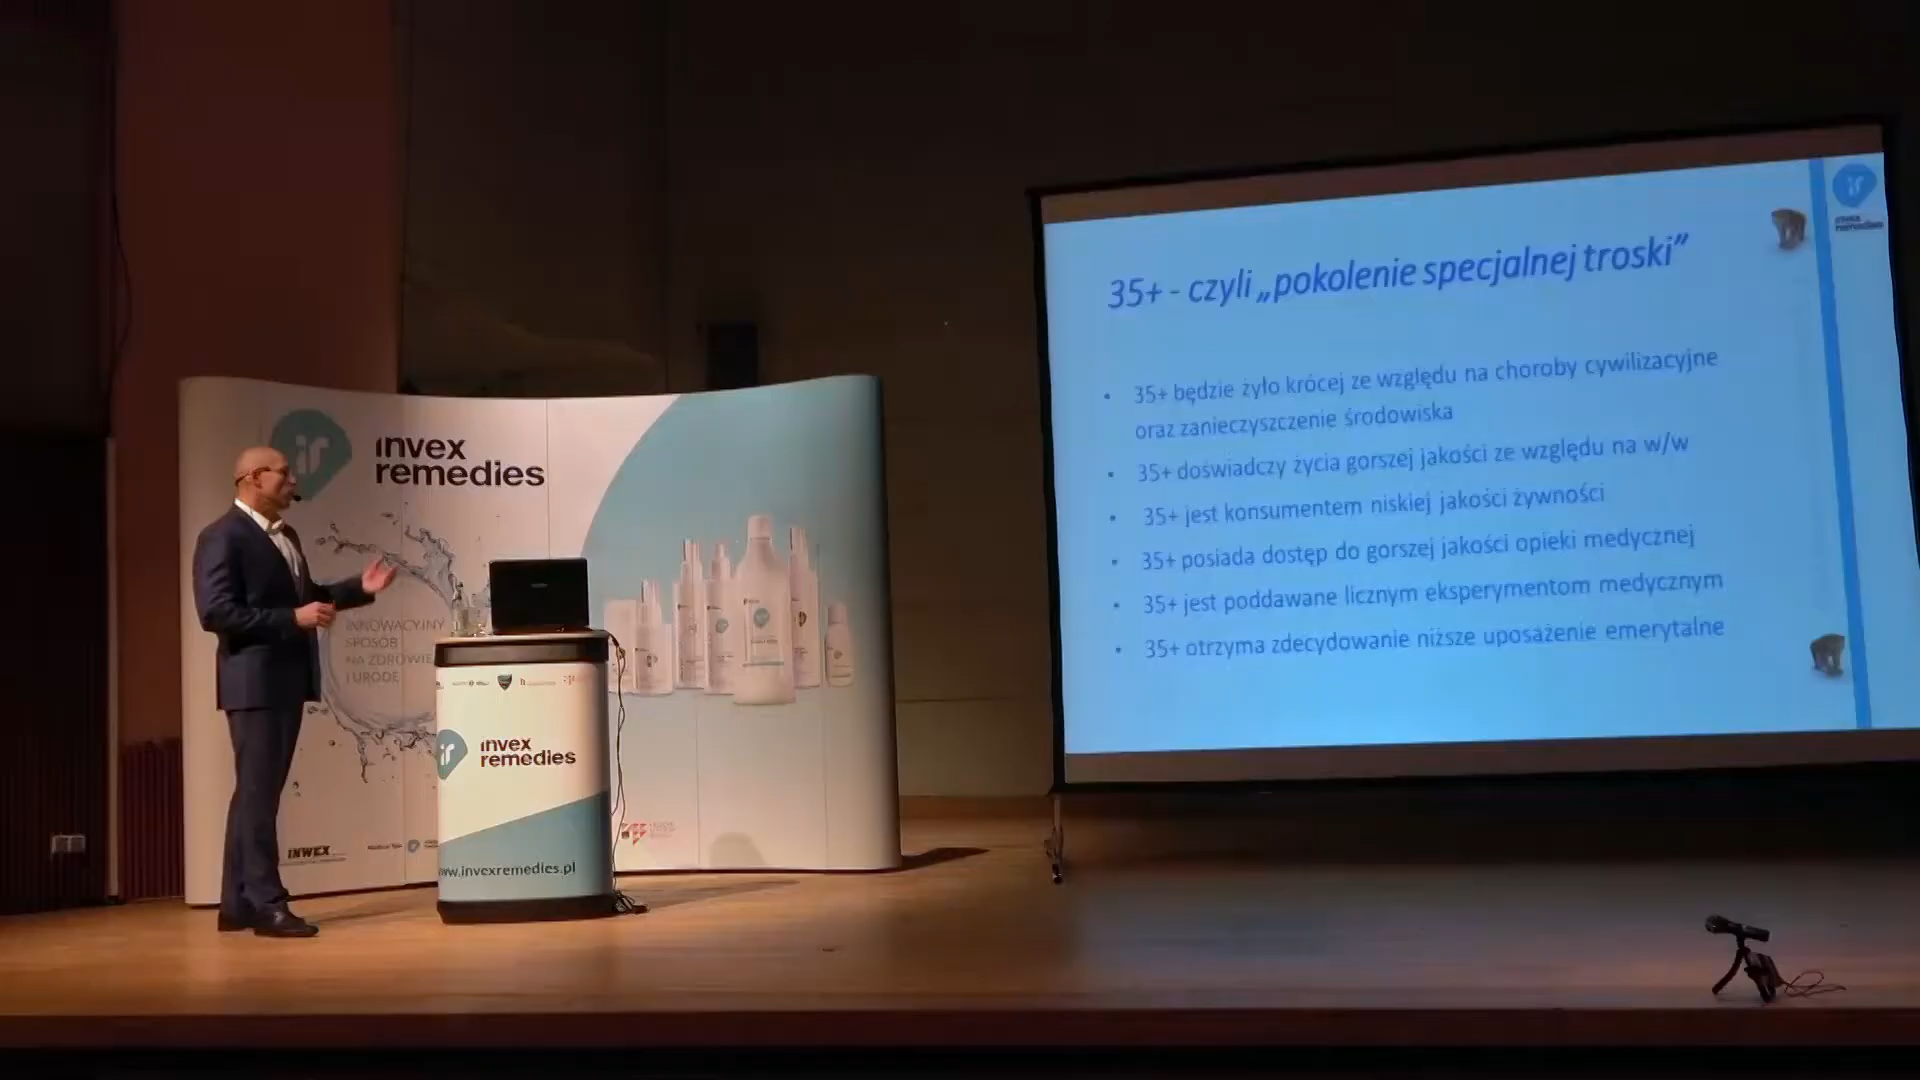 invex
remedies
INNOWACYJNY
SPOSÓB
NA ZDROWIE
I URODĘ
INWEX
invex
remedies
www.invexremedies.pl
35+ - czyli „pokolenie specjalnej troski”
• 35+ będzie żyło krócej ze względu na choroby cywilizacyjne
oraz zanieczyszczenie środowiska
• 35+ doświadczy życia gorszej jakości ze względu na w/w
• 35+ jest konsumentem niskiej jakości żywności
• 35+ posiada dostęp do gorszej jakości opieki medycznej
• 35+ jest poddawane licznym eksperymentom medycznym
• 35+ otrzyma zdecydowanie niższe uposażenie emerytalne
invex
remedies